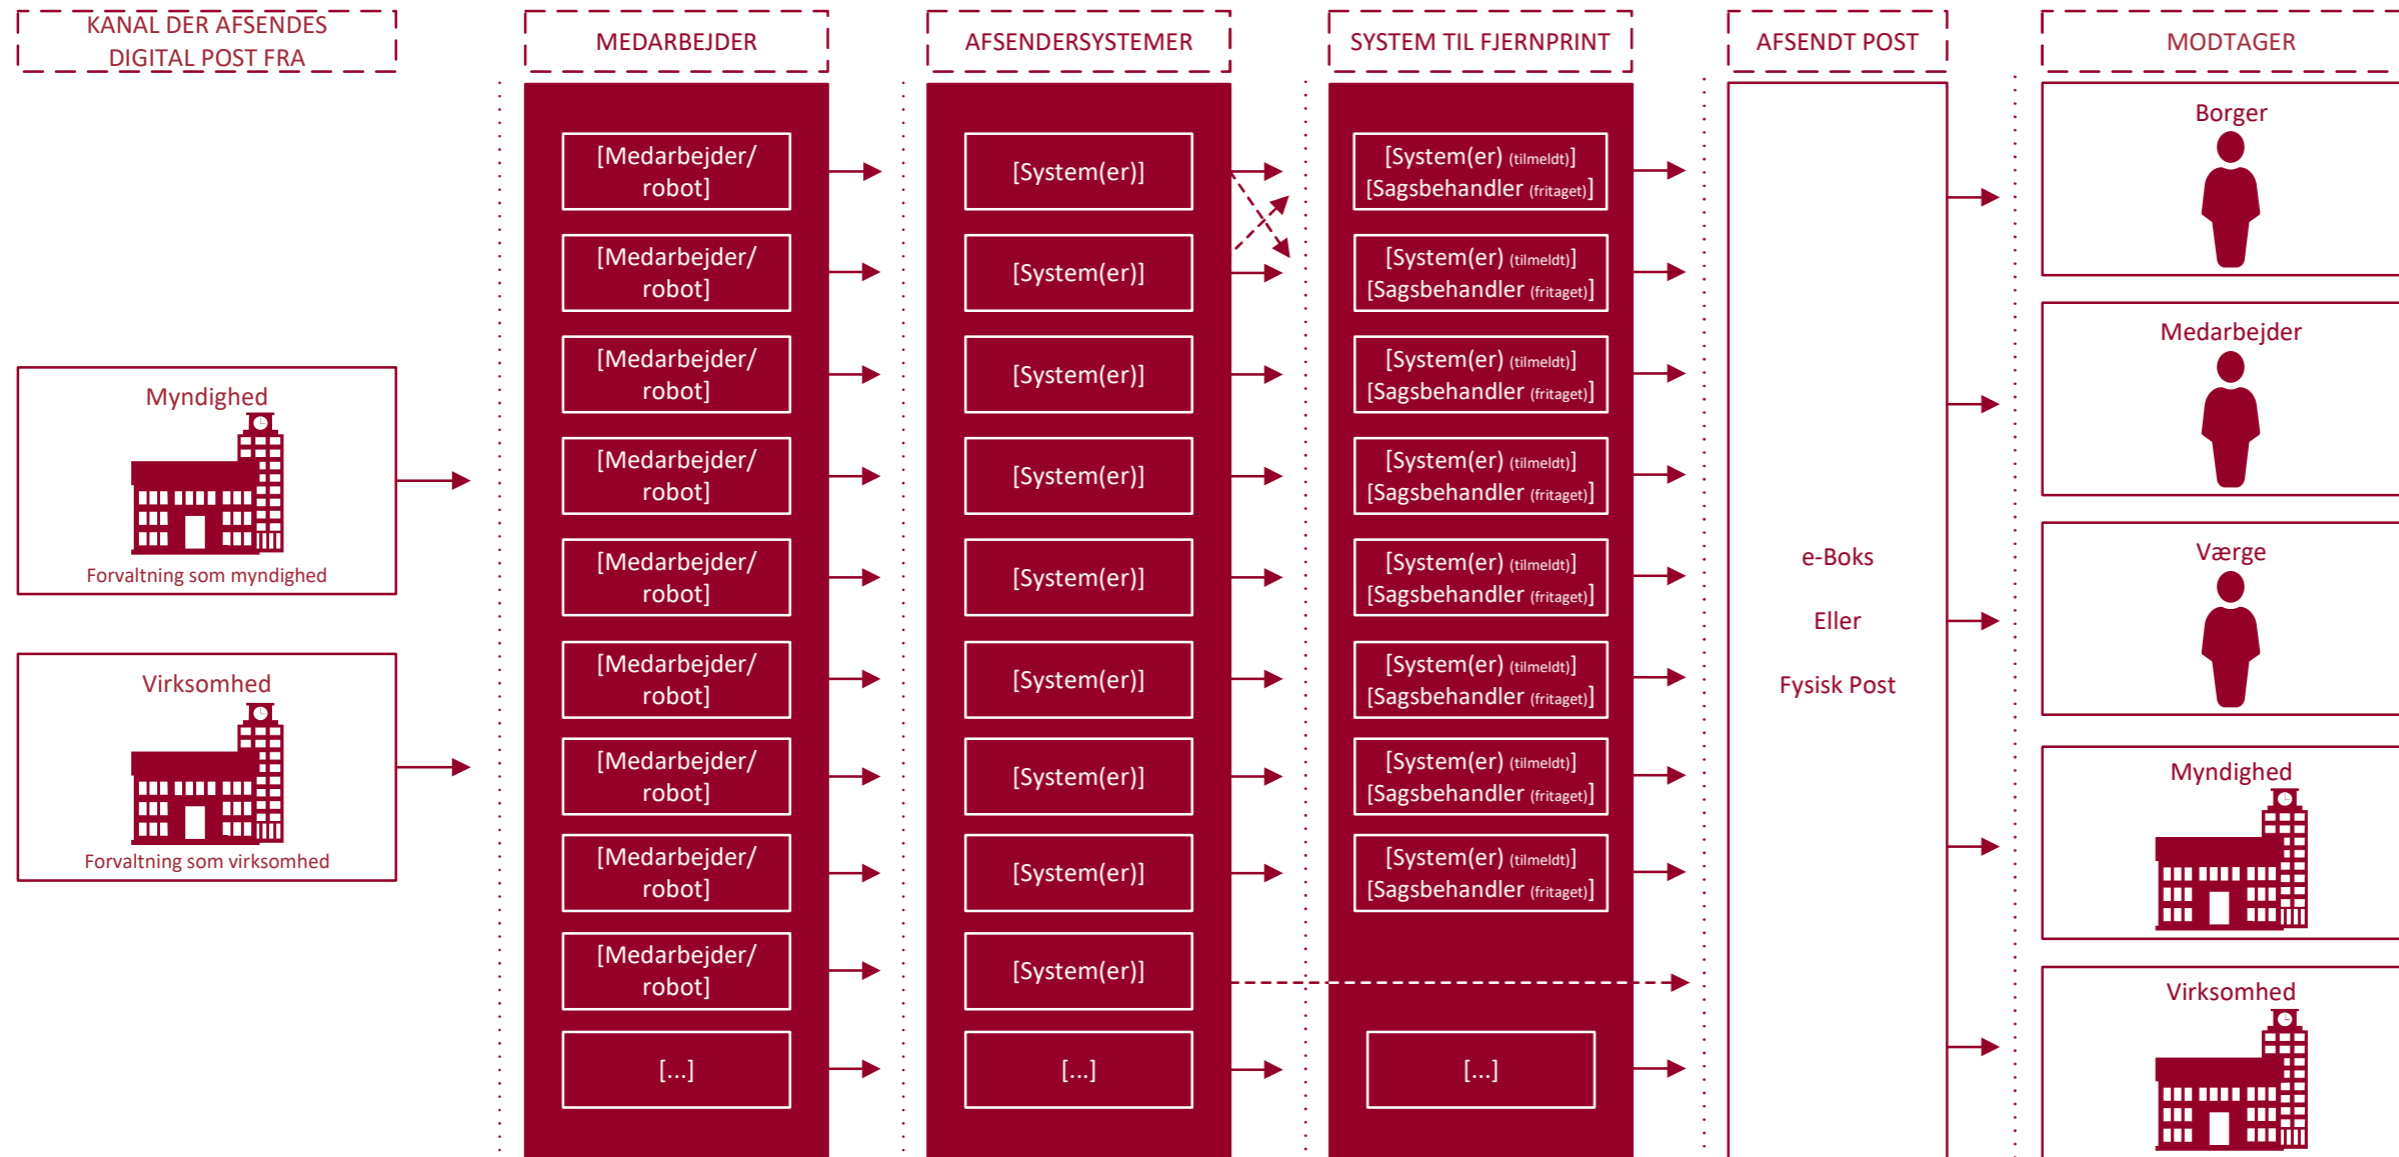 KANAL DER AFSENDES
DIGITAL POST FRA
MEDARBEJDER
AFSENDERSYSTEMER
SYSTEM TIL FJERNPRINT
AFSENDT POST
MODTAGER
Myndighed
Forvaltning som myndighed
Virksomhed
Forvaltning som virksomhed
[Medarbejder/
robot]
[Medarbejder/
robot]
[Medarbejder/
robot]
[Medarbejder/
robot]
[Medarbejder/
robot]
[Medarbejder/
robot]
[Medarbejder/
robot]
[Medarbejder/
robot]
[Medarbejder/
robot]
[...]
[System(er)]
[System(er)]
[System(er)]
[System(er)]
[System(er)]
[System(er)]
[System(er)]
[System(er)]
[System(er)]
[...]
[System(er) (tilmeldt)]
[Sagsbehandler (fritaget)]
[System(er) (tilmeldt)]
[Sagsbehandler (fritaget)]
[System(er) (tilmeldt)]
[Sagsbehandler (fritaget)]
[System(er) (tilmeldt)]
[Sagsbehandler (fritaget)]
[System(er) (tilmeldt)]
[Sagsbehandler (fritaget)]
[System(er) (tilmeldt)]
[Sagsbehandler (fritaget)]
[System(er) (tilmeldt)]
[Sagsbehandler (fritaget)]
[System(er) (tilmeldt)]
[Sagsbehandler (fritaget)]
[...]
e-Boks
Eller
Fysisk Post
Borger
Medarbejder
Værge
Myndighed
Virksomhed